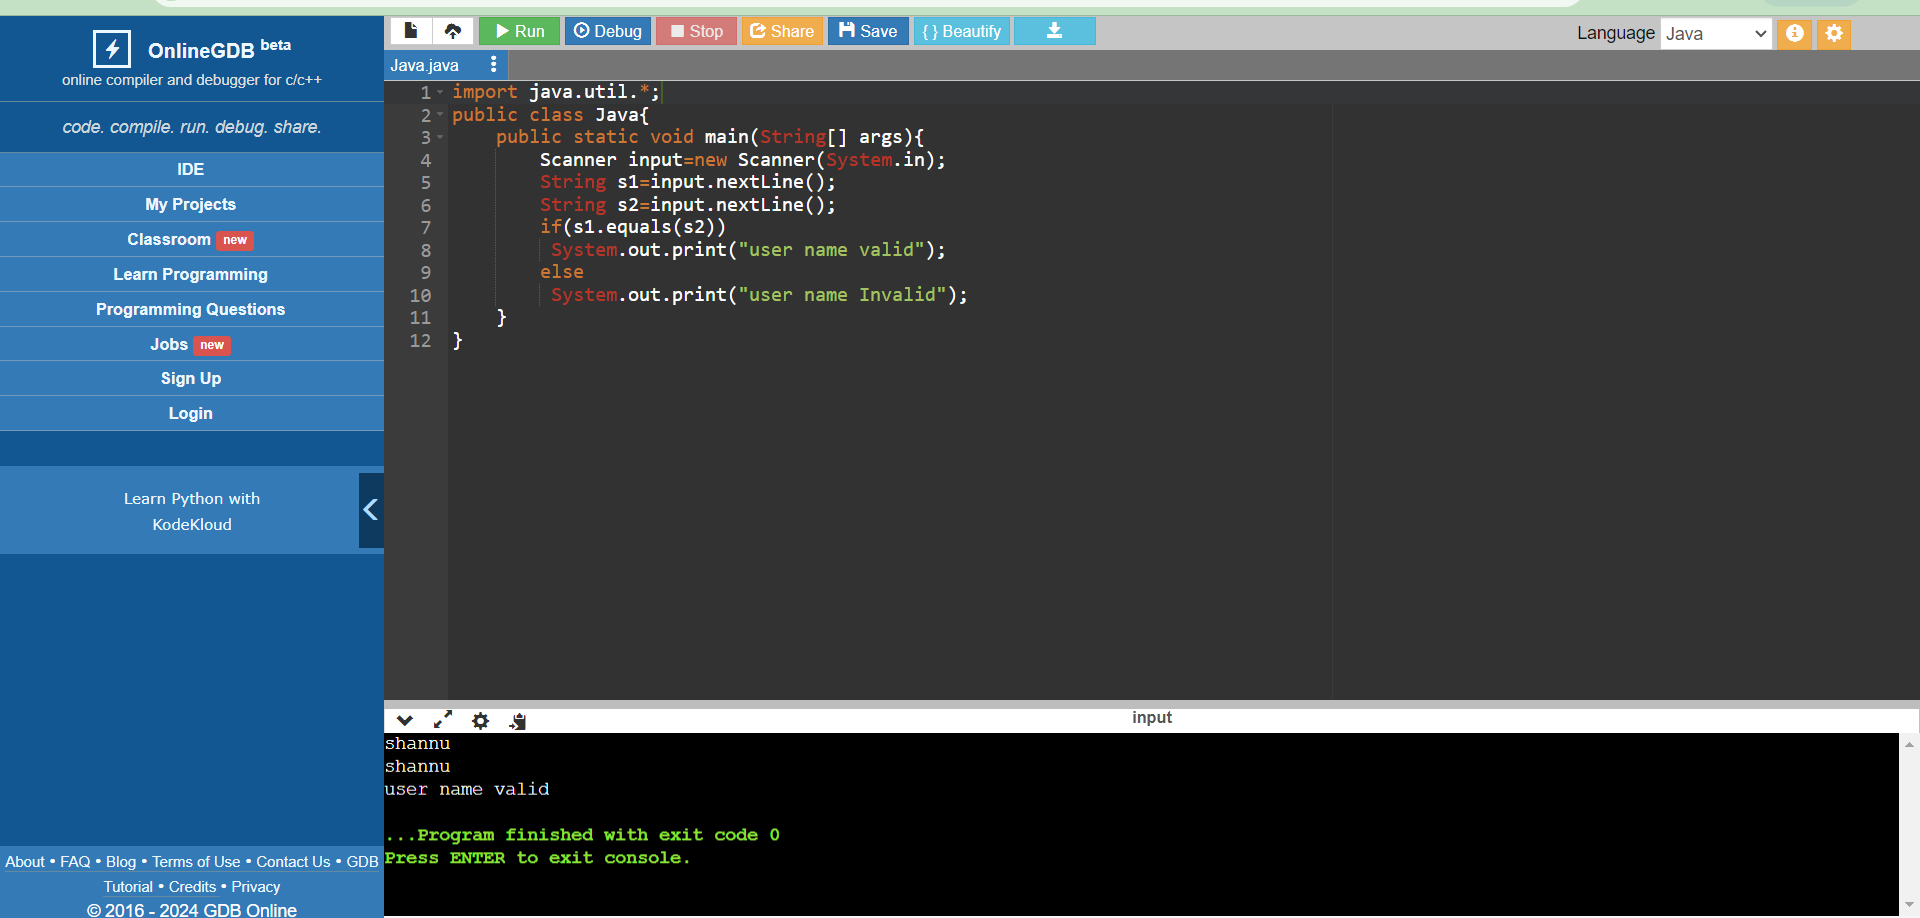 OnlineGDB beta
online compiler and debugger for c/c++
code. compile. run. debug. share.
IDE
My Projects
Classroom new
Learn Programming
Programming Questions
Jobs new
Sign Up
Login
Learn Python with
KodeKloud
About • FAQ • Blog • Terms of Use • Contact Us • GDB
Tutorial • Credits • Privacy
© 2016 - 2024 GDB Online
Run Debug Stop Share Save { } Beautify
Language Java
Java.java
1 import java.util.*;
2 public class Java{
3     public static void main(String[] args){
4         Scanner input=new Scanner(System.in);
5         String s1=input.nextLine();
6         String s2=input.nextLine();
7         if(s1.equals(s2))
8          System.out.print("user name valid");
9         else
10          System.out.print("user name Invalid");
11     }
12 }
input
shannu
shannu
user name valid
...Program finished with exit code 0
Press ENTER to exit console.